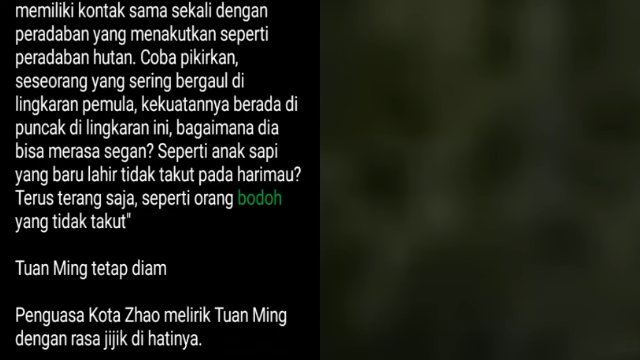 memiliki kontak sama sekali dengan
peradaban yang menakutkan seperti
peradaban hutan. Coba pikirkan,
seseorang yang sering bergaul di
lingkaran pemula, kekuatannya berada di
puncak di lingkaran ini, bagaimana dia
bisa merasa segan? Seperti anak sapi
yang baru lahir tidak takut pada harimau?
Terus terang saja, seperti orang bodoh
yang tidak takut"
Tuan Ming tetap diam
Penguasa Kota Zhao melirik Tuan Ming
dengan rasa jijik di hatinya.